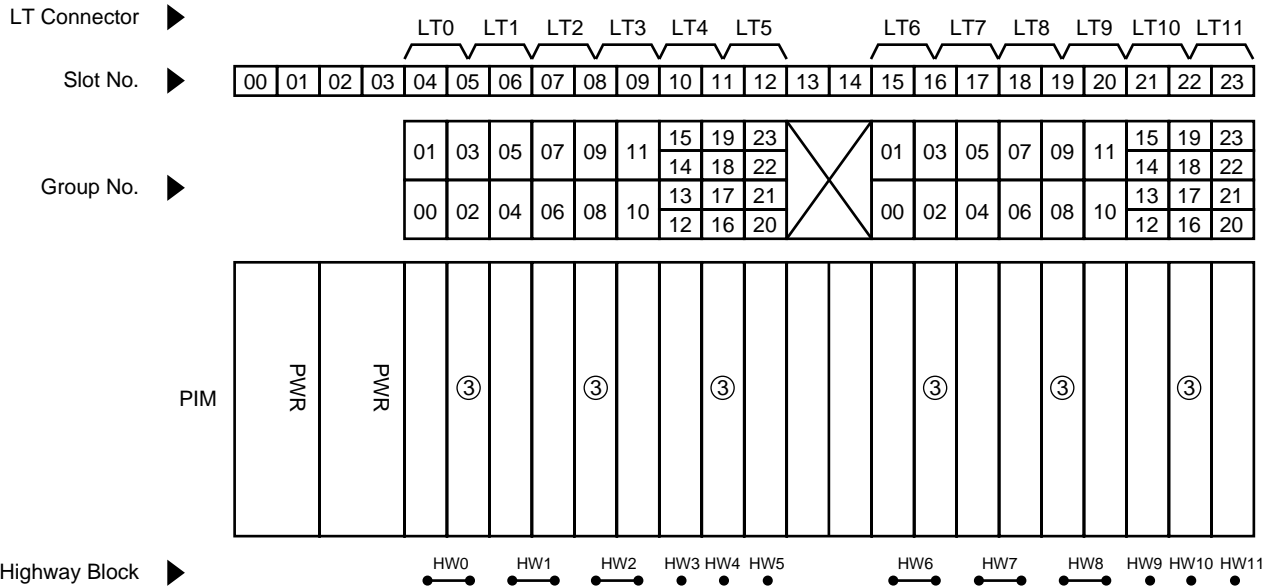 LT Connector LT0 LT1 LT2 LT3 LT4 LT5 LT6 LT7 LT8 LT9 LT10 LT11
Slot No. 00 01 02 03 04 05 06 07 08 09 10 11 12 13 14 15 16 17 18 19 20 21 22 23
15 19 23 15 19 23
01 03 05 07 09 11 01 03 05 07 09 11
14 18 22 14 18 22
Group No.
13 17 21 13 17 21
00 02 04 06 08 10 00 02 04 06 08 10
12 16 20 12 16 20
PIM PWR PWR ③ ③ ③ ③ ③ ③
Highway Block HW0 HW1 HW2 HW3 HW4 HW5 HW6 HW7 HW8 HW9 HW10 HW11